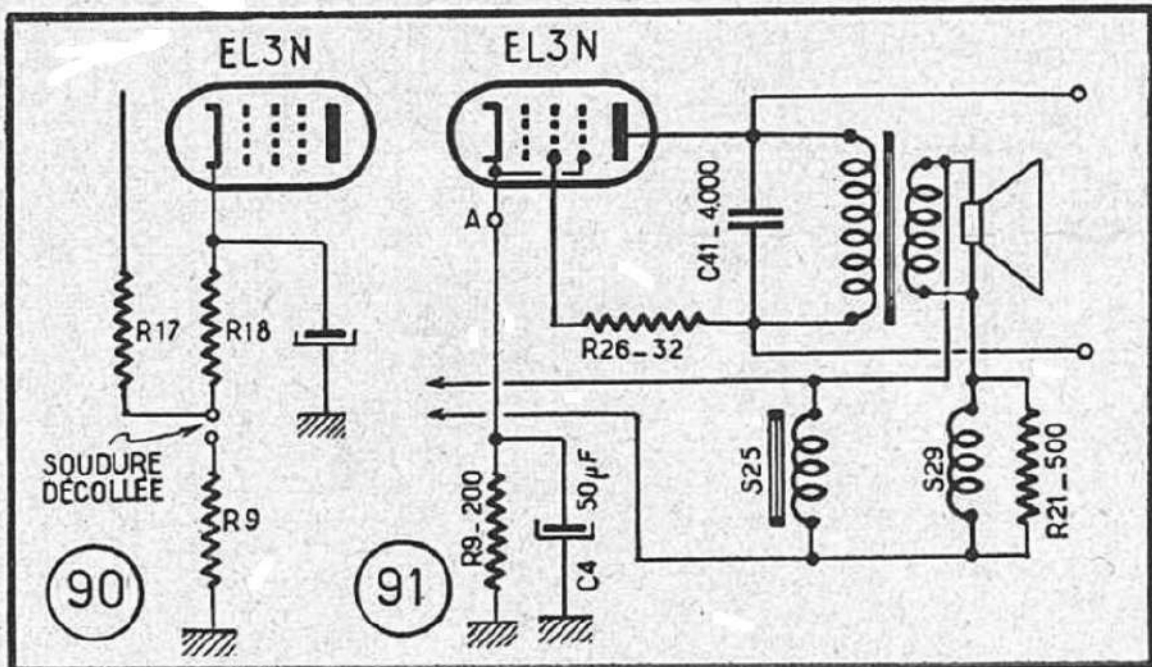 EL3N
R17
R18
SOUDURE
DÉCOLLÉE
R9
90
EL3N
A
C41_4.000
R26_32
R9_200
50µF
C4
S25
S29
R21_500
91